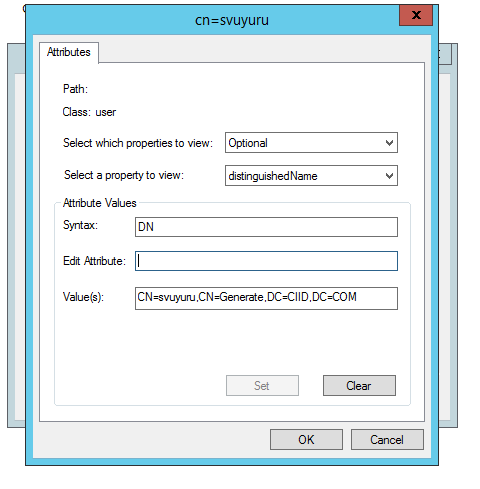 cn=svuyuru
x
Attributes
Path:
Class: user
Select which properties to view: Optional
Select a property to view: distinguishedName
Attribute Values
Syntax: DN
Edit Attribute:
Value(s): CN=svuyuru,CN=Generate,DC=CIID,DC=COM
Set Clear
OK Cancel